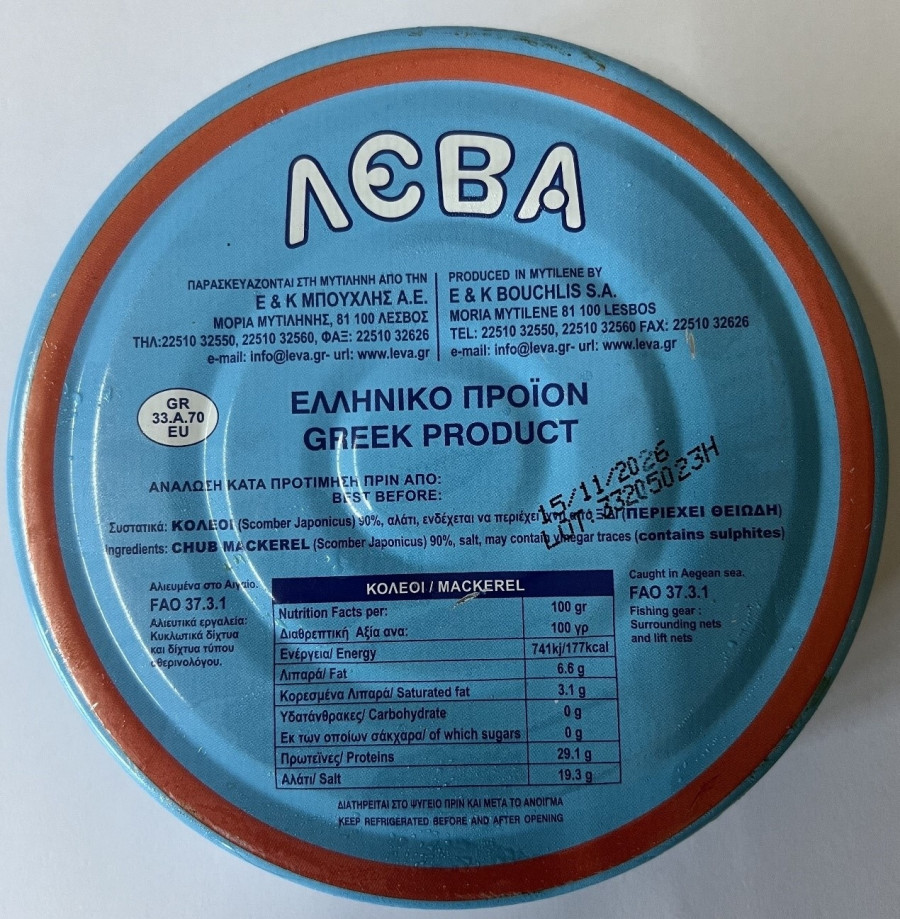 ΛЄΒΑ
ΠΑΡΑΣΚΕΥΑΖΟΝΤΑΙ ΣΤΗ ΜΥΤΙΛΗΝΗ ΑΠΟ ΤΗΝ
Ε & Κ ΜΠΟΥΧΛΗΣ Α.Ε.
ΜΟΡΙΑ ΜΥΤΙΛΗΝΗΣ, 81 100 ΛΕΣΒΟΣ
ΤΗΛ:22510 32550, 22510 32560, ΦΑΞ: 22510 32626
e-mail: info@leva.gr- url: www.leva.gr
PRODUCED IN MYTILENE BY
E & K BOUCHLIS S.A.
MORIA MYTILENE 81 100 LESBOS
TEL: 22510 32550, 22510 32560 FAX: 22510 32626
e-mail: info@leva.gr- url: www.leva.gr
GR
33.A.70
EU
ΕΛΛΗΝΙΚΟ ΠΡΟΪΟΝ
GREEK PRODUCT
ΑΝΑΛΩΣΗ ΚΑΤΑ ΠΡΟΤΙΜΗΣΗ ΠΡΙΝ ΑΠΟ:
BEST BEFORE:
15/11/2026
LOT:33205023H
Συστατικά: ΚΟΛΕΟΙ (Scomber Japonicus) 90%, αλάτι, ενδέχεται να περιέχει από (ΠΕΡΙΕΧΕΙ ΘΕΙΩΔΗ)
Ingredients: CHUB MACKEREL (Scomber Japonicus) 90%, salt, may contain vinegar traces (contains sulphites)
Αλιευμένα στο Αιγαίο.
FAO 37.3.1
Αλιευτικά εργαλεία:
Κυκλωτικά δίχτυα
και δίχτυα τύπου
θερινολόγου.
ΚΟΛΕΟΙ / MACKEREL
Nutrition Facts per: 100 gr
Διαθρεπτική Αξία ανα: 100 γρ
Ενέργεια/ Energy 741kj/177kcal
Λιπαρά/ Fat 6.6 g
Κορεσμένα Λιπαρά/ Saturated fat 3.1 g
Υδατάνθρακες/ Carbohydrate 0 g
Εκ των οποίων σάκχαρα/ of which sugars 0 g
Πρωτεΐνες/ Proteins 29.1 g
Αλάτι/ Salt 19.3 g
Caught in Aegean sea.
FAO 37.3.1
Fishing gear :
Surrounding nets
and lift nets
ΔΙΑΤΗΡΕΙΤΑΙ ΣΤΟ ΨΥΓΕΙΟ ΠΡΙΝ ΚΑΙ ΜΕΤΑ ΤΟ ΑΝΟΙΓΜΑ
KEEP REFRIGERATED BEFORE AND AFTER OPENING